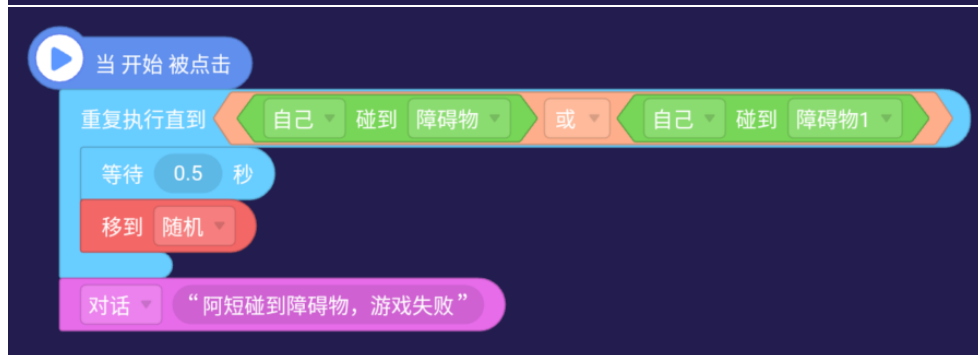 当 开始 被点击
重复执行直到 自己 碰到 障碍物 或 自己 碰到 障碍物1
等待 0.5 秒
移到 随机
对话 “阿短碰到障碍物，游戏失败”